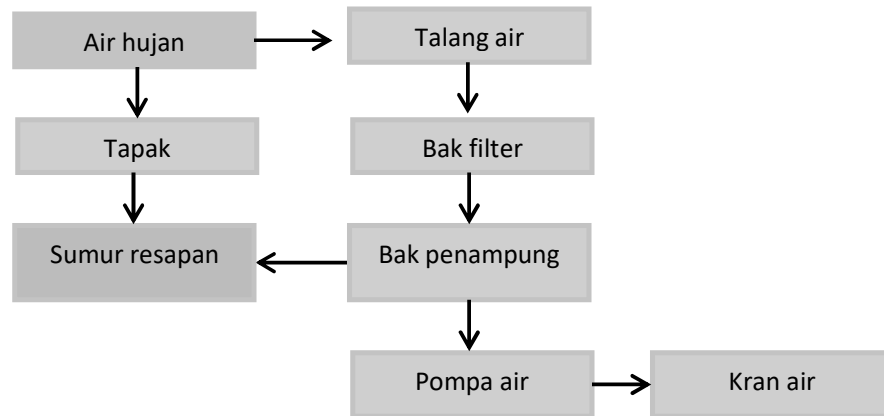 Air hujan
Talang air
Tapak
Bak filter
Sumur resapan
Bak penampung
Pompa air
Kran air